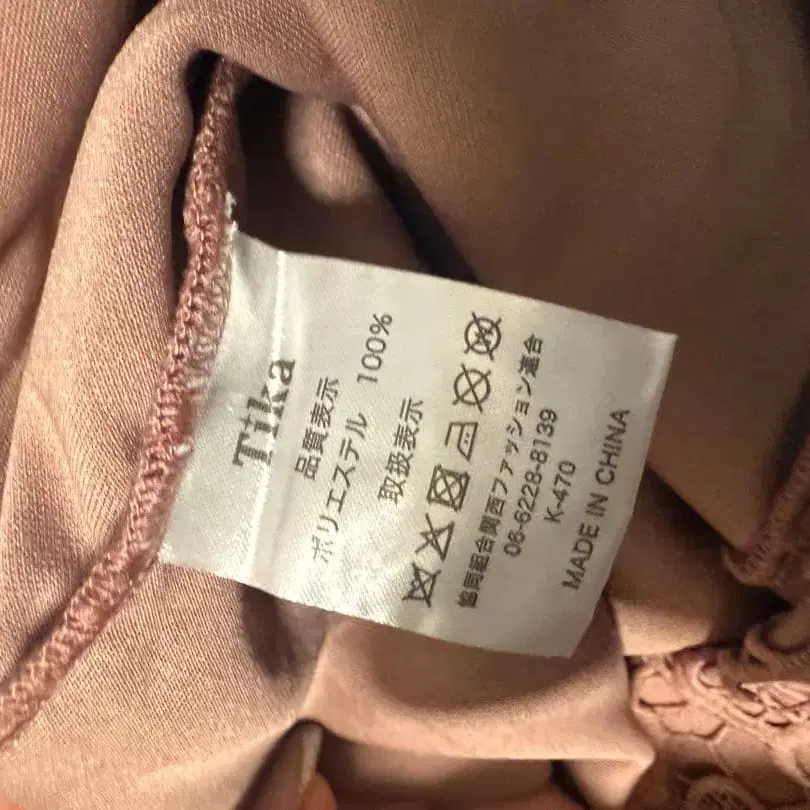 Tika
品質表示
ポリエステル 100%
取扱表示
協同組合関西ファッション連合
06-6228-8139
K-470
MADE IN CHINA